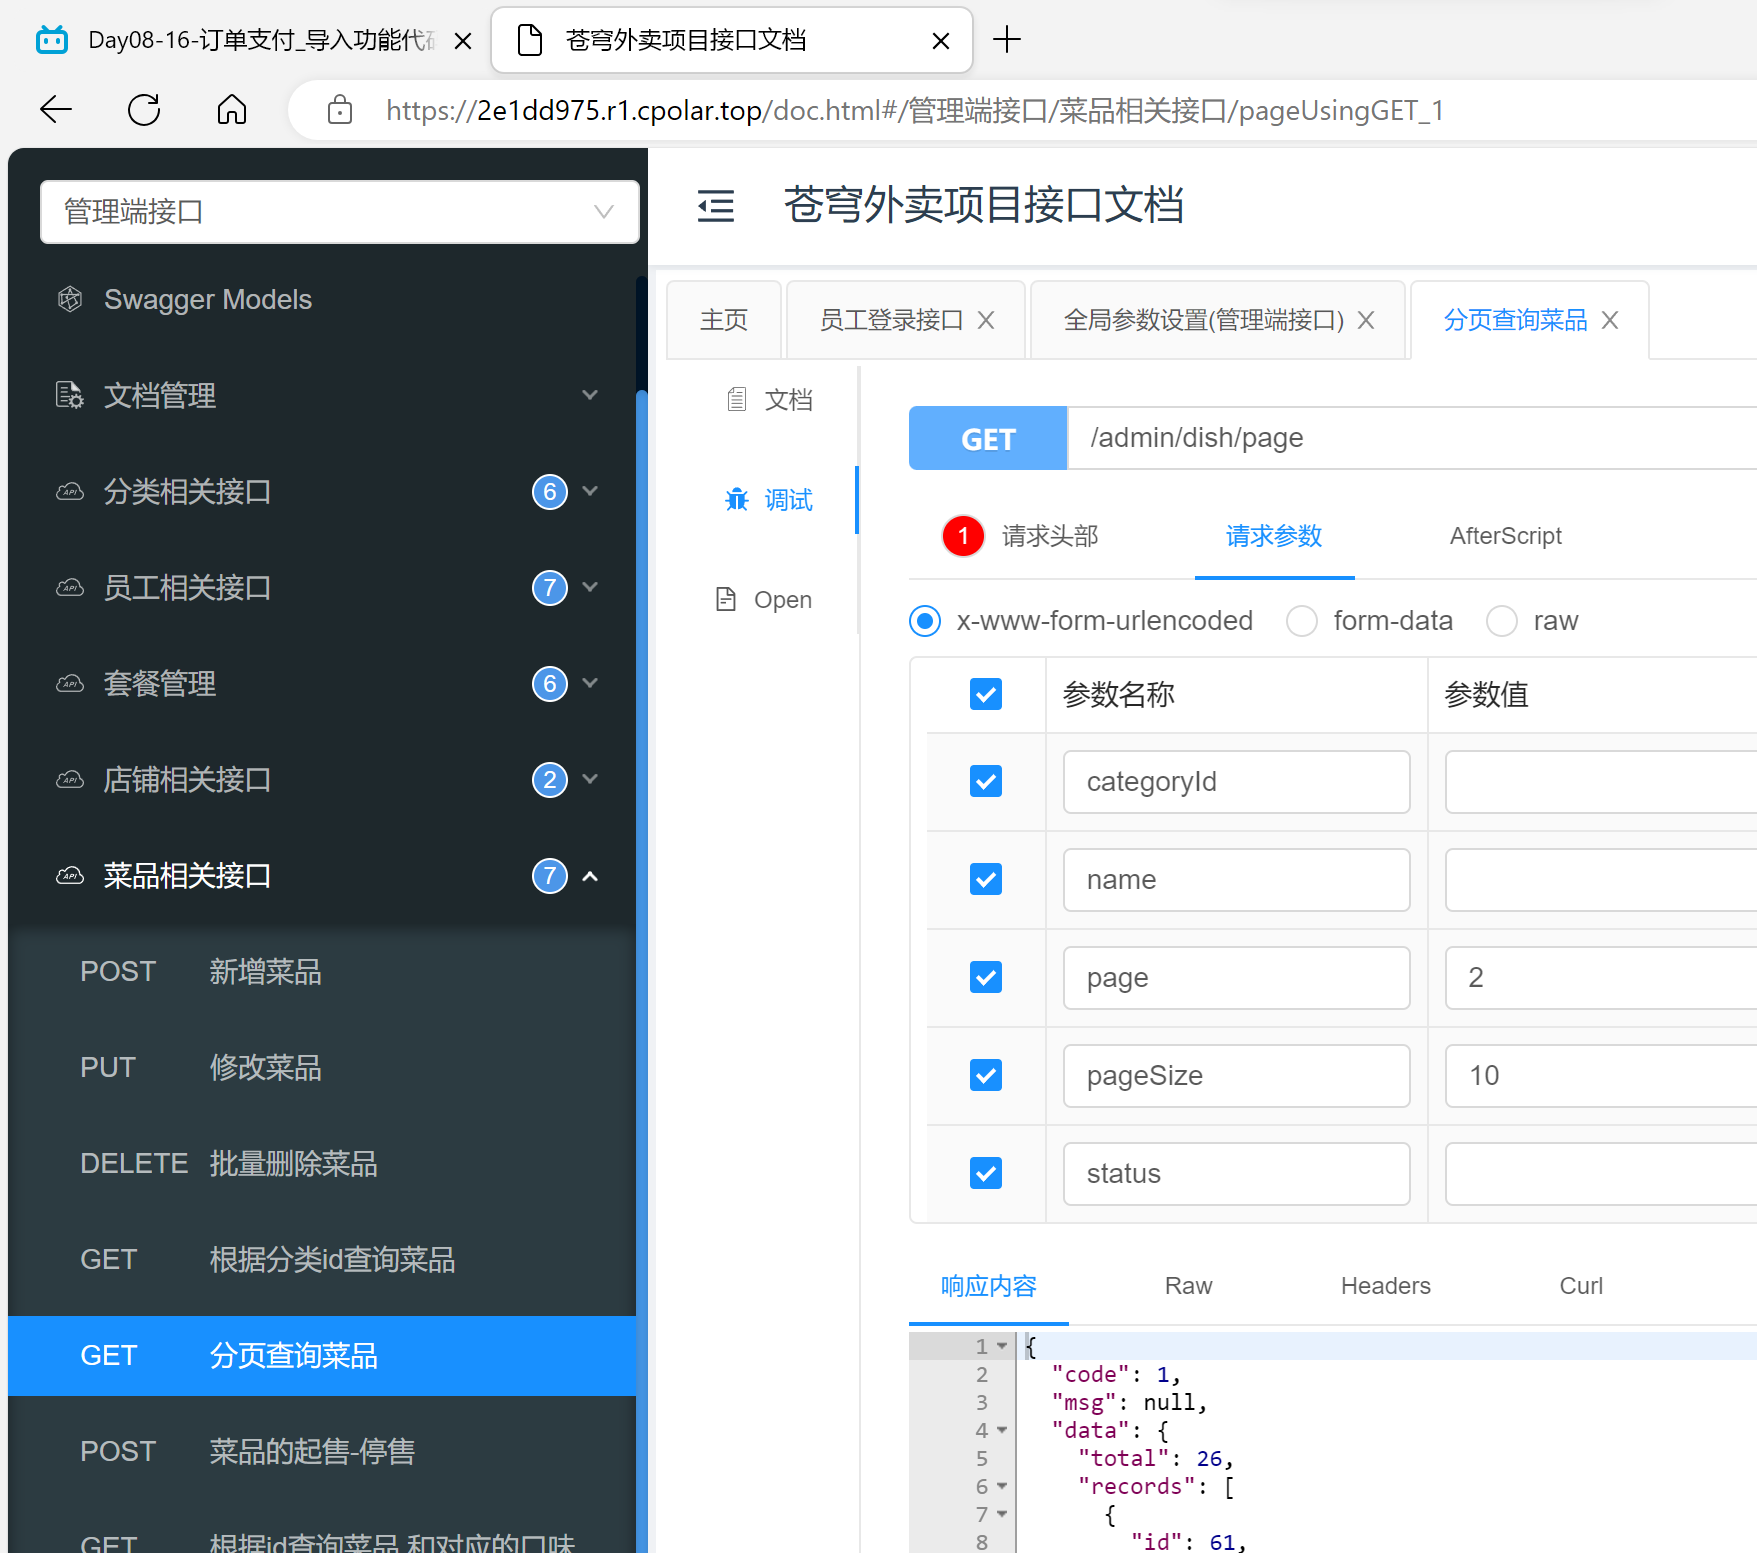 Day08-16-订单支付_导入功能代
苍穹外卖项目接口文档
https://2e1dd975.r1.cpolar.top/doc.html#/管理端接口/菜品相关接口/pageUsingGET_1
管理端接口
Swagger Models
文档管理
分类相关接口 6
员工相关接口 7
套餐管理 6
店铺相关接口 2
菜品相关接口 7
POST 新增菜品
PUT 修改菜品
DELETE 批量删除菜品
GET 根据分类id查询菜品
GET 分页查询菜品
POST 菜品的起售-停售
GET 根据id查询菜品 和对应的口味
苍穹外卖项目接口文档
主页 员工登录接口 全局参数设置(管理端接口) 分页查询菜品
文档
调试
Open
GET /admin/dish/page
1 请求头部 请求参数 AfterScript
x-www-form-urlencoded form-data raw
参数名称 参数值
categoryId
name
page 2
pageSize 10
status
响应内容 Raw Headers Curl
1 {
2 "code": 1,
3 "msg": null,
4 "data": {
5 "total": 26,
6 "records": [
7 {
8 "id": 61,